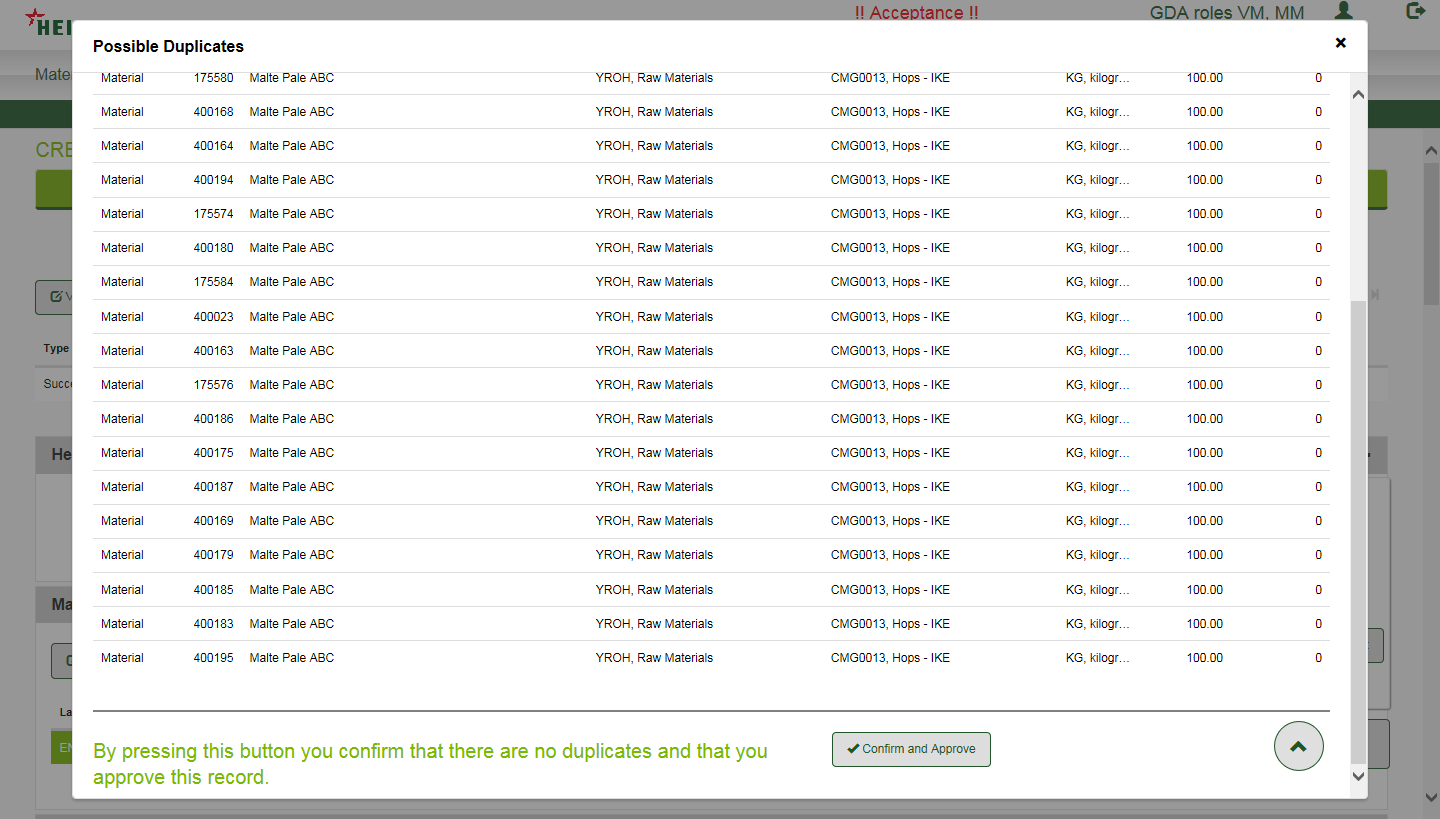 HEI
!! Acceptance !!
GDA roles VM, MM
Mate
Possible Duplicates
Material 175580 Malte Pale ABC YROH, Raw Materials CMG0013, Hops - IKE KG, kilogr... 100.00 0
Material 400168 Malte Pale ABC YROH, Raw Materials CMG0013, Hops - IKE KG, kilogr... 100.00 0
Material 400164 Malte Pale ABC YROH, Raw Materials CMG0013, Hops - IKE KG, kilogr... 100.00 0
Material 400194 Malte Pale ABC YROH, Raw Materials CMG0013, Hops - IKE KG, kilogr... 100.00 0
Material 175574 Malte Pale ABC YROH, Raw Materials CMG0013, Hops - IKE KG, kilogr... 100.00 0
Material 400180 Malte Pale ABC YROH, Raw Materials CMG0013, Hops - IKE KG, kilogr... 100.00 0
Material 175584 Malte Pale ABC YROH, Raw Materials CMG0013, Hops - IKE KG, kilogr... 100.00 0
Material 400023 Malte Pale ABC YROH, Raw Materials CMG0013, Hops - IKE KG, kilogr... 100.00 0
Material 400163 Malte Pale ABC YROH, Raw Materials CMG0013, Hops - IKE KG, kilogr... 100.00 0
Material 175576 Malte Pale ABC YROH, Raw Materials CMG0013, Hops - IKE KG, kilogr... 100.00 0
Material 400186 Malte Pale ABC YROH, Raw Materials CMG0013, Hops - IKE KG, kilogr... 100.00 0
Material 400175 Malte Pale ABC YROH, Raw Materials CMG0013, Hops - IKE KG, kilogr... 100.00 0
Material 400187 Malte Pale ABC YROH, Raw Materials CMG0013, Hops - IKE KG, kilogr... 100.00 0
Material 400169 Malte Pale ABC YROH, Raw Materials CMG0013, Hops - IKE KG, kilogr... 100.00 0
Material 400179 Malte Pale ABC YROH, Raw Materials CMG0013, Hops - IKE KG, kilogr... 100.00 0
Material 400185 Malte Pale ABC YROH, Raw Materials CMG0013, Hops - IKE KG, kilogr... 100.00 0
Material 400183 Malte Pale ABC YROH, Raw Materials CMG0013, Hops - IKE KG, kilogr... 100.00 0
Material 400195 Malte Pale ABC YROH, Raw Materials CMG0013, Hops - IKE KG, kilogr... 100.00 0
By pressing this button you confirm that there are no duplicates and that you
approve this record.
Confirm and Approve
CRE
Type
Succe
He
Ma
La
EN